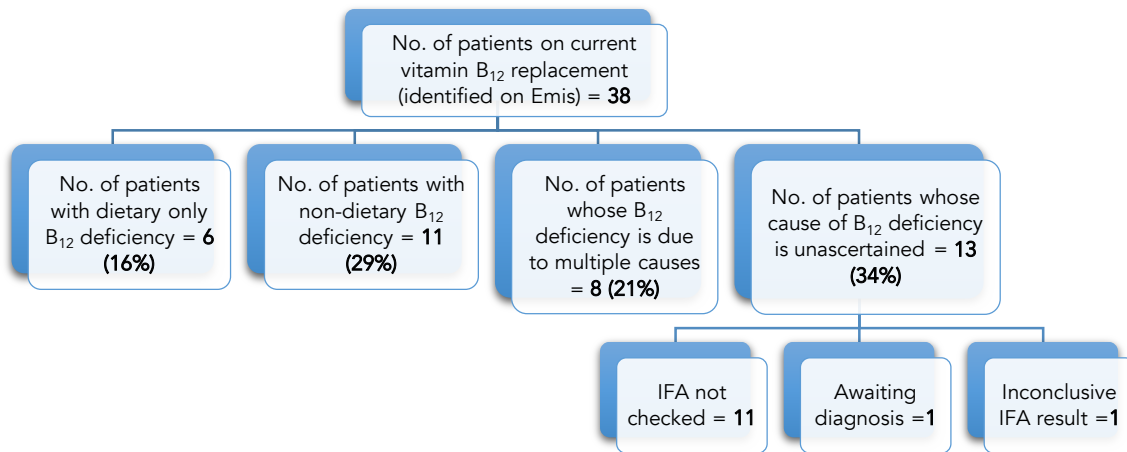 No. of patients on current
vitamin B₁₂ replacement
(identified on Emis) = 38
No. of patients
with dietary only
B₁₂ deficiency = 6
(16%)
No. of patients with
non-dietary B₁₂
deficiency = 11
(29%)
No. of patients
whose B₁₂
deficiency is due
to multiple causes
= 8 (21%)
No. of patients whose
cause of B₁₂ deficiency
is unascertained = 13
(34%)
IFA not
checked = 11
Awaiting
diagnosis =1
Inconclusive
IFA result =1